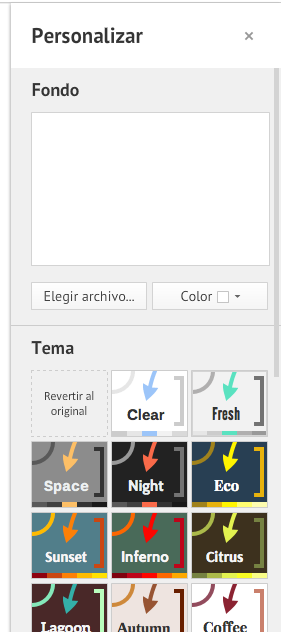 Personalizar ×
Fondo
Elegir archivo... Color
Tema
Revertir al
original
Clear
Fresh
Space
Night
Eco
Sunset
Inferno
Citrus
Lagoon
Autumn
Coffee